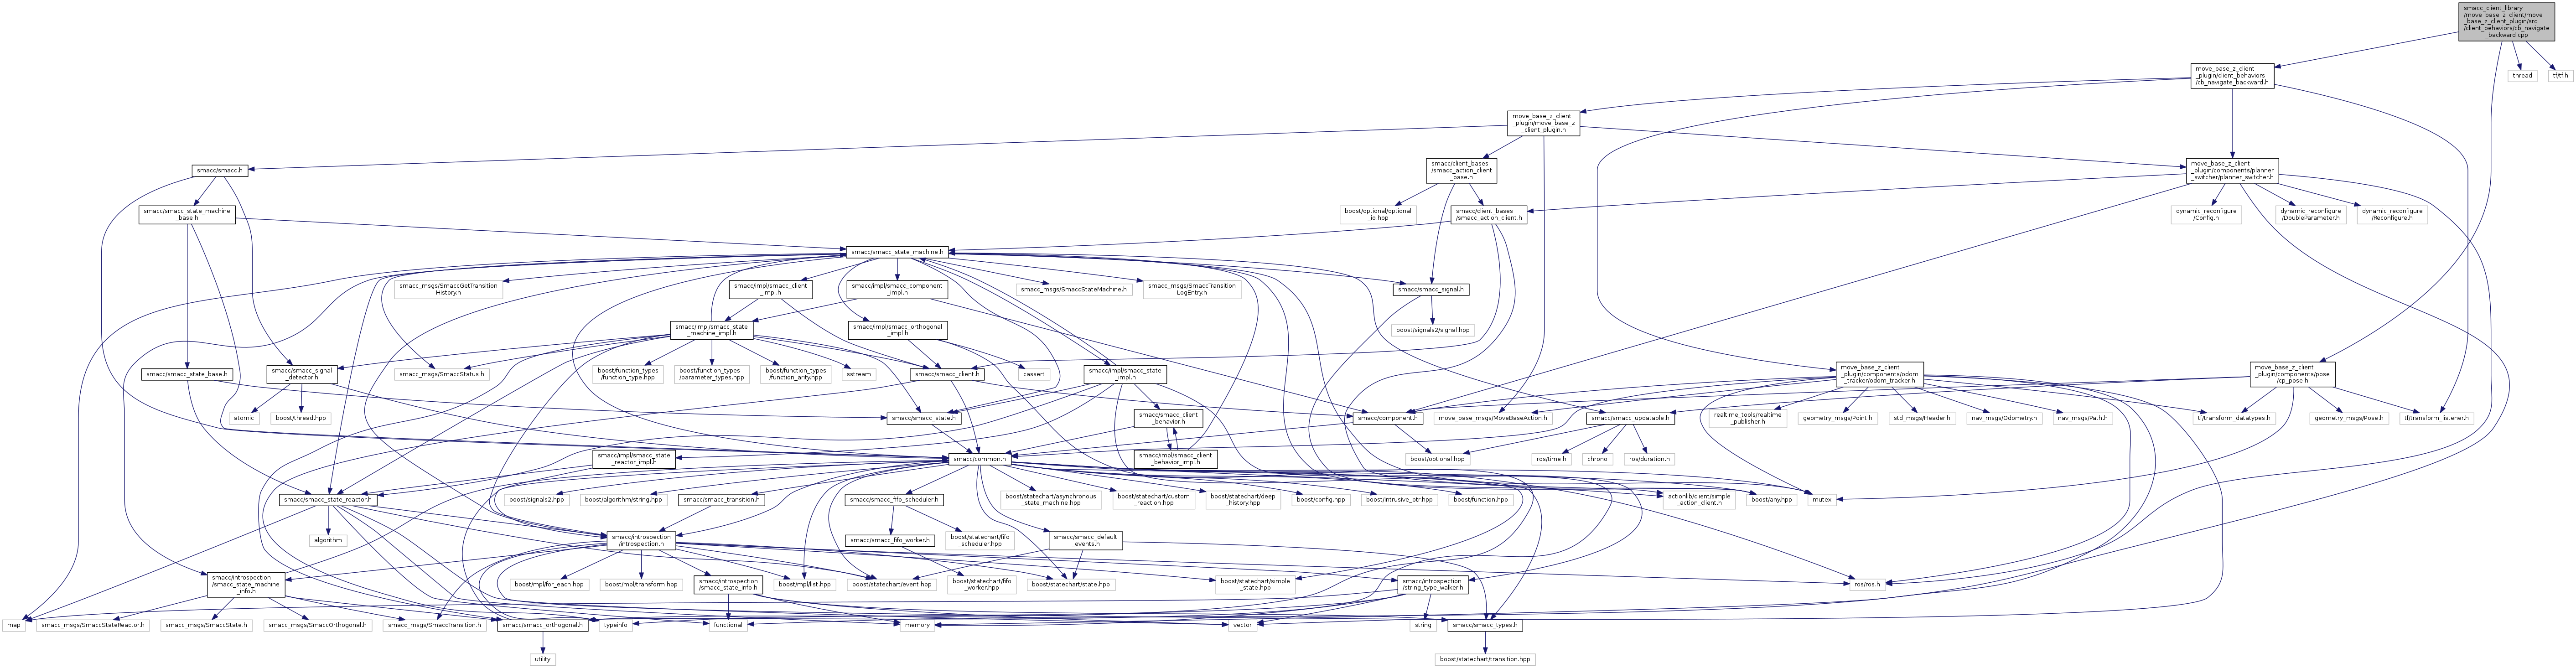 smacc_client_library
/move_base_z_client/move
_base_z_client_plugin/src
/client_behaviors/cb_navigate
_backward.cpp
move_base_z_client
_plugin/client_behaviors
/cb_navigate_backward.h
thread
tf/tf.h
move_base_z_client
_plugin/move_base_z
_client_plugin.h
smacc/smacc.h
smacc/client_bases
/smacc_action_client
_base.h
move_base_z_client
_plugin/components/planner
_switcher/planner_switcher.h
smacc/smacc_state_machine
_base.h
boost/optional/optional
_io.hpp
smacc/client_bases
/smacc_action_client.h
dynamic_reconfigure
/Config.h
dynamic_reconfigure
/DoubleParameter.h
dynamic_reconfigure
/Reconfigure.h
smacc/smacc_state_machine.h
smacc_msgs/SmaccGetTransition
History.h
smacc/impl/smacc_client
_impl.h
smacc/impl/smacc_component
_impl.h
smacc_msgs/SmaccStateMachine.h
smacc_msgs/SmaccTransition
LogEntry.h
smacc/smacc_signal.h
smacc/impl/smacc_state
_machine_impl.h
smacc/impl/smacc_orthogonal
_impl.h
boost/signals2/signal.hpp
smacc/smacc_state_base.h
smacc/smacc_signal
_detector.h
smacc_msgs/SmaccStatus.h
boost/function_types
/function_type.hpp
boost/function_types
/parameter_types.hpp
boost/function_types
/function_arity.hpp
sstream
smacc/smacc_client.h
cassert
smacc/impl/smacc_state
_impl.h
move_base_z_client
_plugin/components/odom
_tracker/odom_tracker.h
move_base_z_client
_plugin/components/pose
/cp_pose.h
atomic
boost/thread.hpp
smacc/smacc_state.h
smacc/smacc_client
_behavior.h
smacc/component.h
move_base_msgs/MoveBaseAction.h
smacc/smacc_updatable.h
realtime_tools/realtime
_publisher.h
geometry_msgs/Point.h
std_msgs/Header.h
nav_msgs/Odometry.h
nav_msgs/Path.h
tf/transform_datatypes.h
geometry_msgs/Pose.h
tf/transform_listener.h
smacc/impl/smacc_state
_reactor_impl.h
smacc/common.h
smacc/impl/smacc_client
_behavior_impl.h
boost/optional.hpp
ros/time.h
chrono
ros/duration.h
smacc/smacc_state_reactor.h
boost/signals2.hpp
boost/algorithm/string.hpp
smacc/smacc_transition.h
smacc/smacc_fifo_scheduler.h
boost/statechart/asynchronous
_state_machine.hpp
boost/statechart/custom
_reaction.hpp
boost/statechart/deep
_history.hpp
boost/config.hpp
boost/intrusive_ptr.hpp
boost/function.hpp
actionlib/client/simple
_action_client.h
boost/any.hpp
mutex
algorithm
smacc/introspection
/introspection.h
smacc/smacc_fifo_worker.h
boost/statechart/fifo
_scheduler.hpp
smacc/smacc_default
_events.h
smacc/introspection
/smacc_state_machine
_info.h
boost/mpl/for_each.hpp
boost/mpl/transform.hpp
smacc/introspection
/smacc_state_info.h
boost/mpl/list.hpp
boost/statechart/event.hpp
boost/statechart/fifo
_worker.hpp
boost/statechart/state.hpp
boost/statechart/simple
_state.hpp
smacc/introspection
/string_type_walker.h
ros/ros.h
map
smacc_msgs/SmaccStateReactor.h
smacc_msgs/SmaccState.h
smacc_msgs/SmaccOrthogonal.h
smacc_msgs/SmaccTransition.h
smacc/smacc_orthogonal.h
typeinfo
functional
memory
vector
string
smacc/smacc_types.h
utility
boost/statechart/transition.hpp